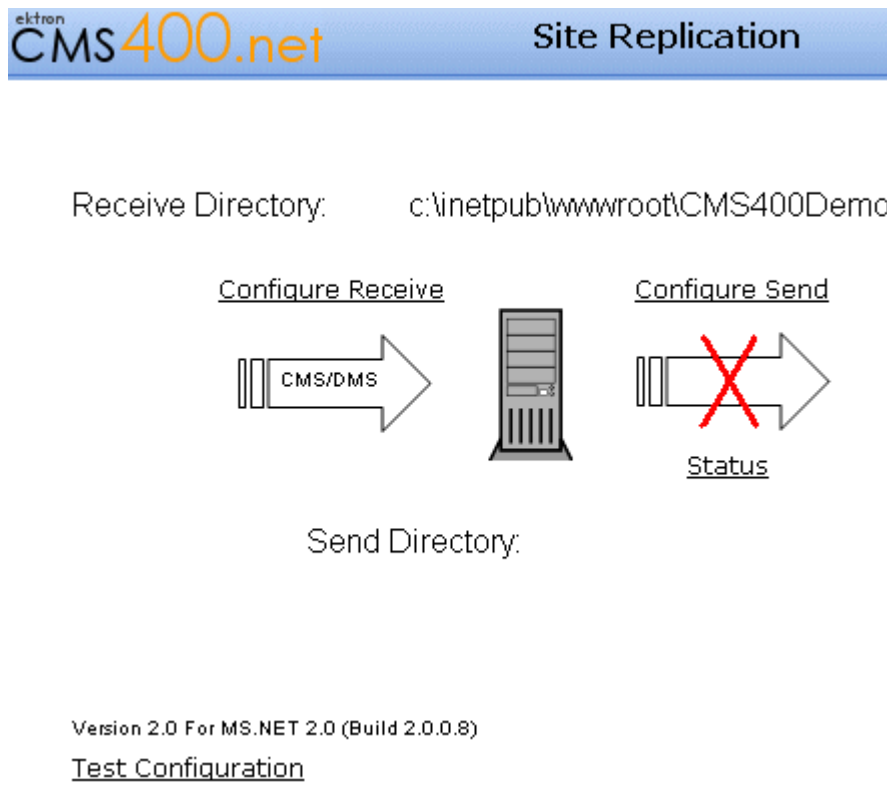 ektron
CMS400.net
Site Replication
Receive Directory: c:\inetpub\wwwroot\CMS400Demo
Configure Receive
Configure Send
CMS/DMS
Status
Send Directory:
Version 2.0 For MS.NET 2.0 (Build 2.0.0.8)
Test Configuration